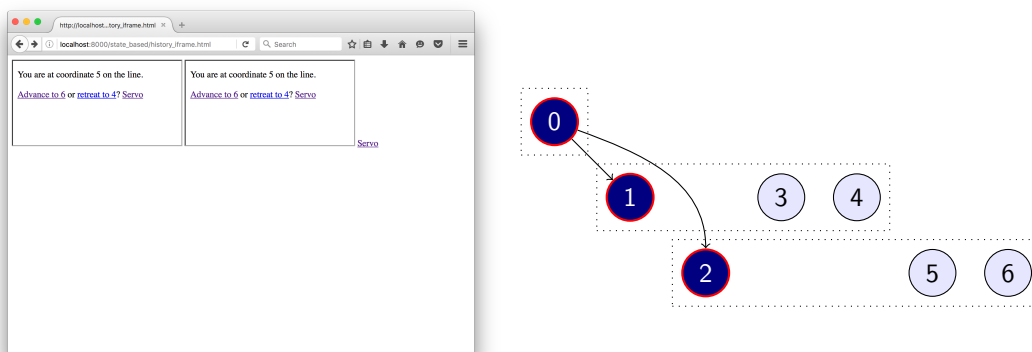 http://localhost...tory_iframe.html × +
localhost:8000/state_based/history_iframe.html Search
You are at coordinate 5 on the line.
Advance to 6 or retreat to 4? Servo
You are at coordinate 5 on the line.
Advance to 6 or retreat to 4? Servo
Servo
0
1 3 4
2 5 6